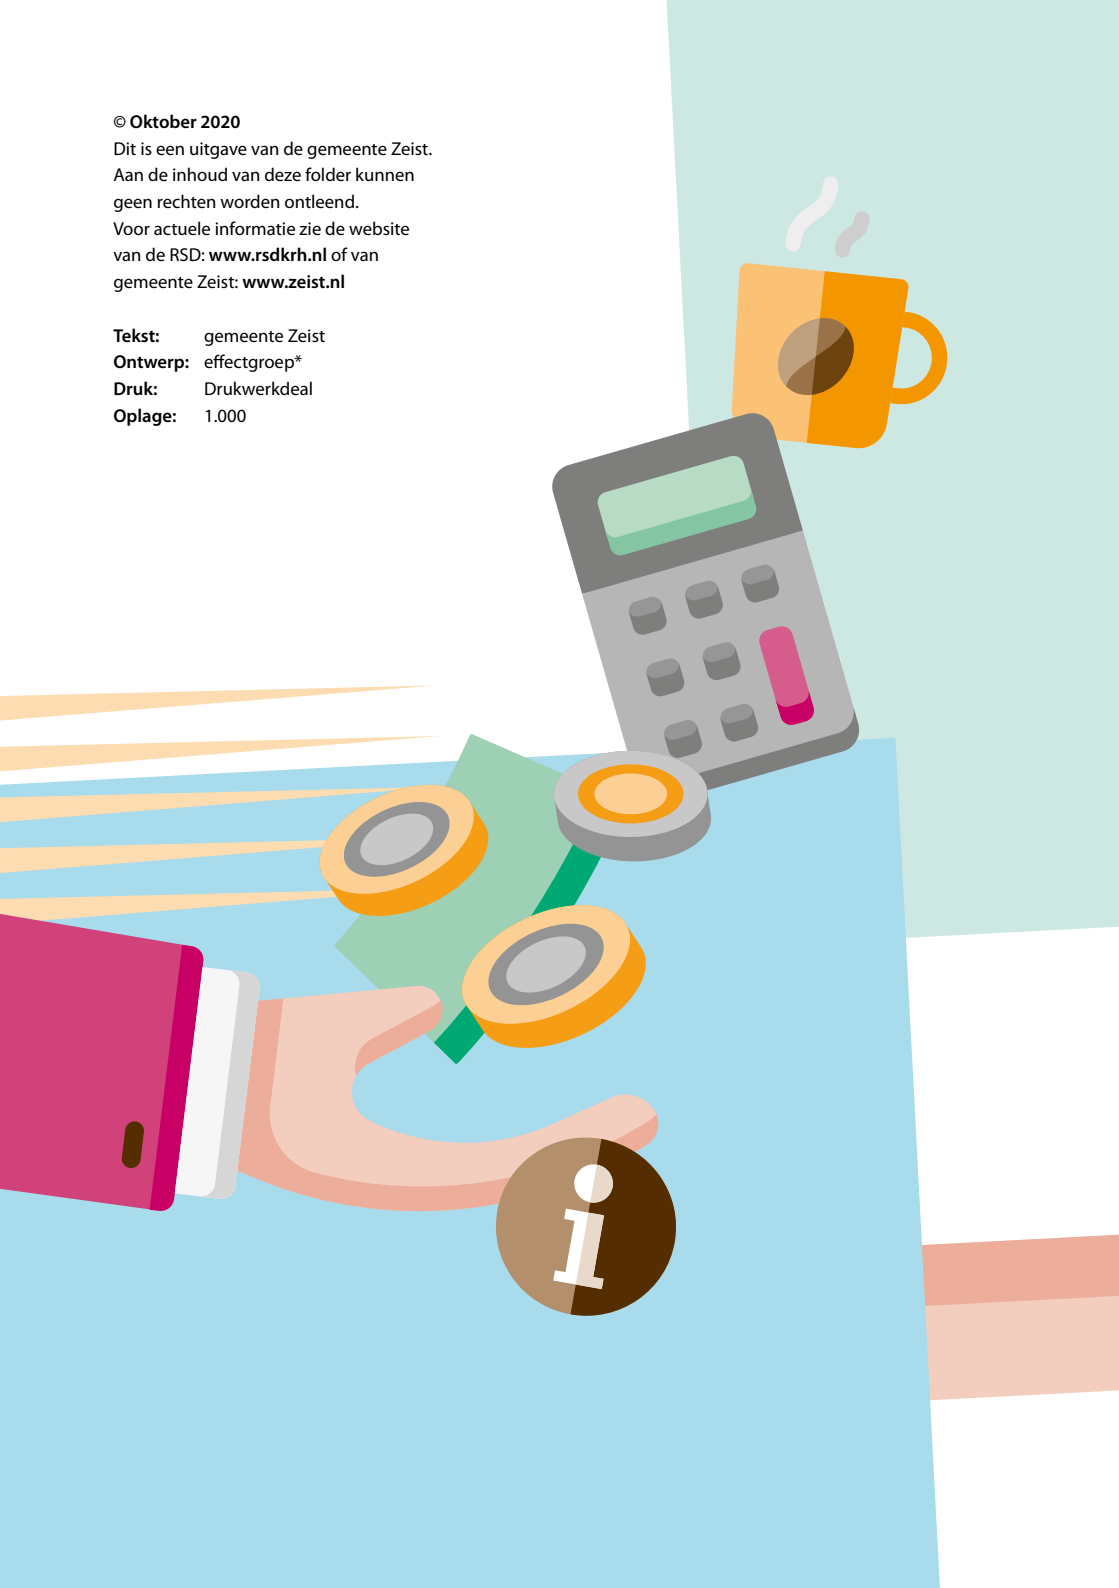 © Oktober 2020
Dit is een uitgave van de gemeente Zeist.
Aan de inhoud van deze folder kunnen
geen rechten worden ontleend.
Voor actuele informatie zie de website
van de RSD: www.rsdkrh.nl of van
gemeente Zeist: www.zeist.nl
Tekst: gemeente Zeist
Ontwerp: effectgroep*
Druk: Drukwerkdeal
Oplage: 1.000
i